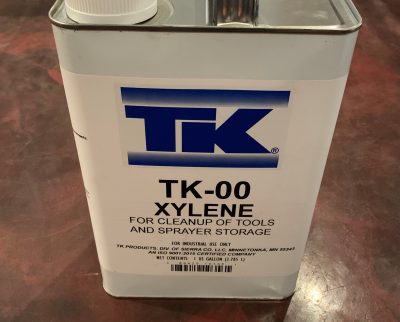 TK®
TK-00
XYLENE
FOR CLEANUP OF TOOLS
AND SPRAYER STORAGE
FOR INDUSTRIAL USE ONLY
TK PRODUCTS, DIV OF SIERRA CO, LLC, MINNETONKA, MN 55343
AN ISO 9001:2015 CERTIFIED COMPANY
NET CONTENTS: 1 US GALLON (3.785 L)